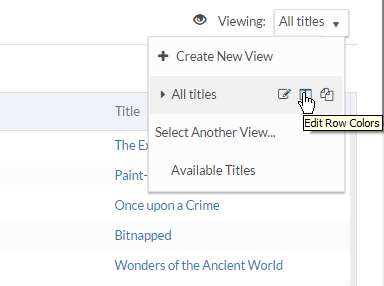 Viewing: All titles
Create New View
All titles
Edit Row Colors
Select Another View...
Available Titles
Title
The Ex
Paint-
Once upon a Crime
Bitnapped
Wonders of the Ancient World